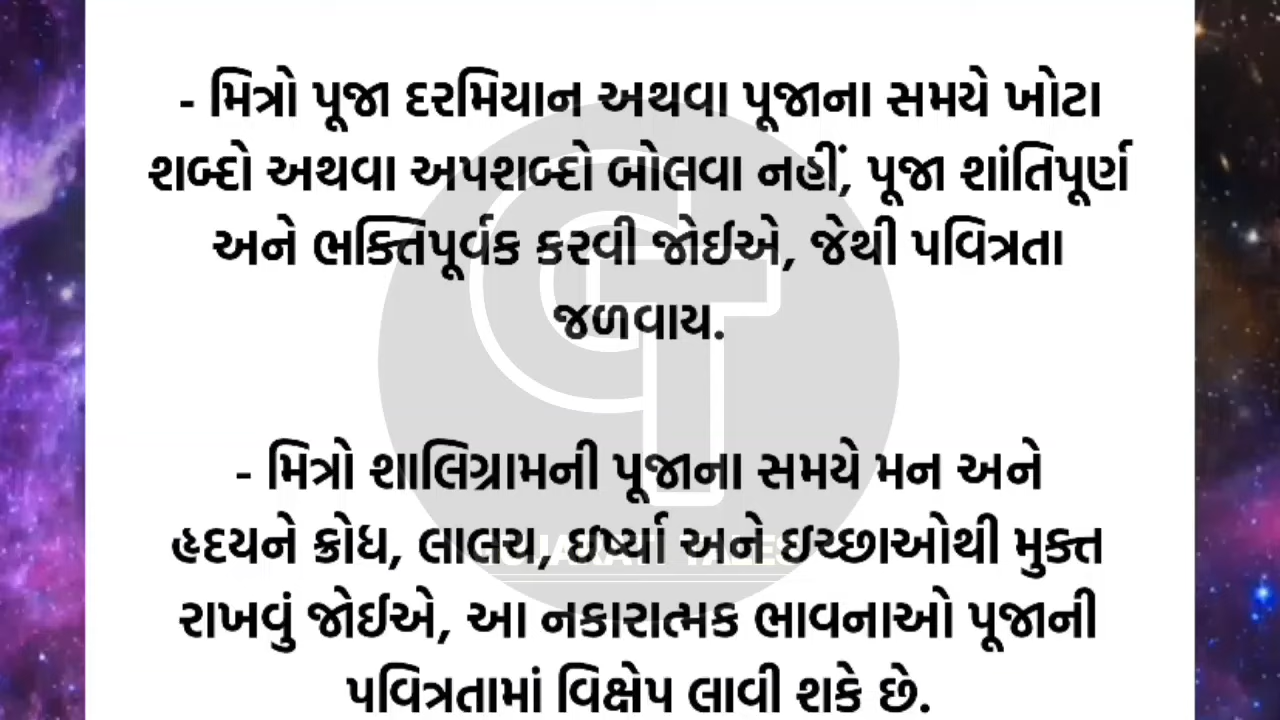 - મિત્રો પૂજા દરમિયાન અથવા પૂજાના સમયે ખોટા
શબ્દો અથવા અપશબ્દો બોલવા નહીં, પૂજા શાંતિપૂર્ણ
અને ભક્તિપૂર્વક કરવી જોઈએ, જેથી પવિત્રતા
જળવાય.
- મિત્રો શાલિગ્રામની પૂજાના સમયે મન અને
હૃદયને ક્રોધ, લાલચ, ઈર્ષ્યા અને ઇચ્છાઓથી મુક્ત
રાખવું જોઈએ, આ નકારાત્મક ભાવનાઓ પૂજાની
પવિત્રતામાં વિક્ષેપ લાવી શકે છે.